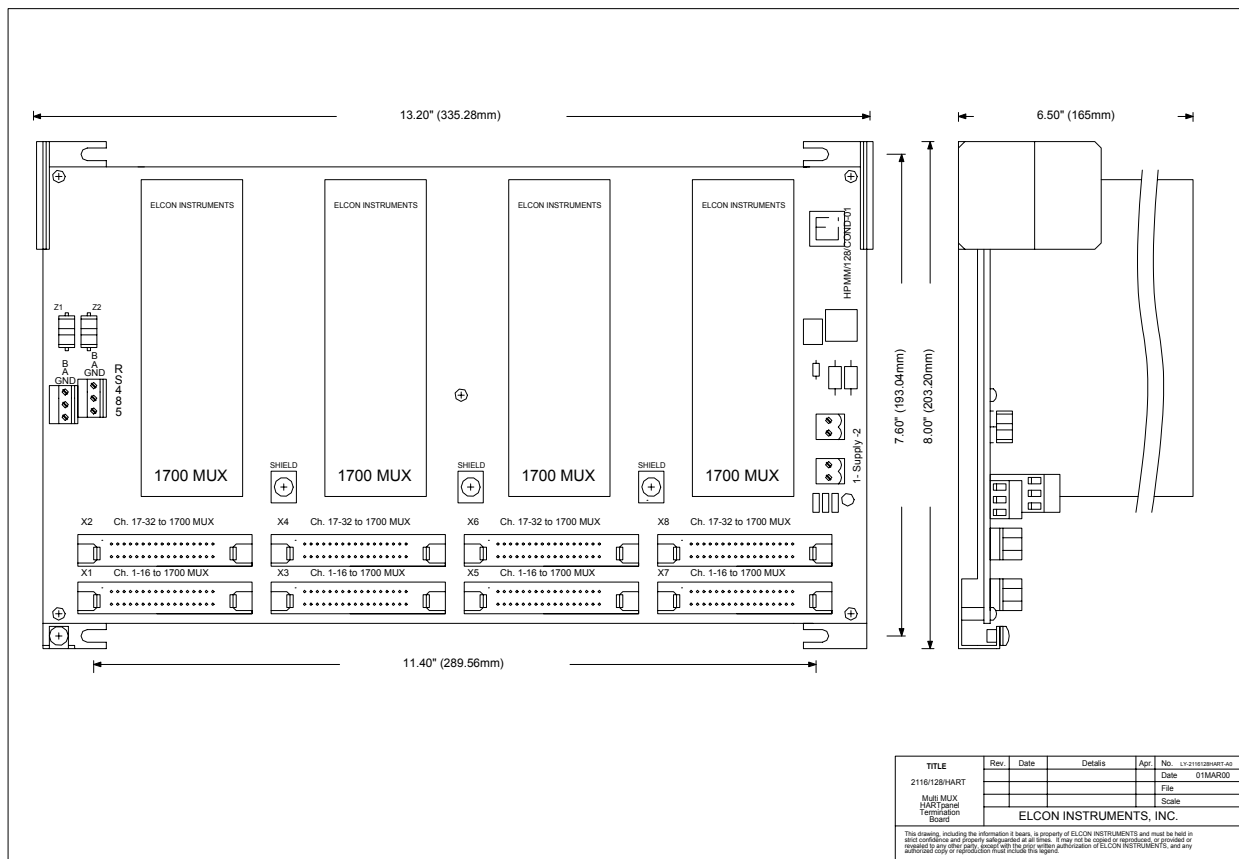 13.20" (335.28mm)
6.50" (165mm)
ELCON INSTRUMENTS
ELCON INSTRUMENTS
ELCON INSTRUMENTS
ELCON INSTRUMENTS
E
HPMM/128/COND-01
Z1
Z2
B
A
GND
B
A
GND
RS485
7.60" (193.04mm)
8.00" (203.20mm)
1- Supply -2
SHIELD
SHIELD
SHIELD
1700 MUX
1700 MUX
1700 MUX
1700 MUX
X2 Ch. 17-32 to 1700 MUX
X4 Ch. 17-32 to 1700 MUX
X6 Ch. 17-32 to 1700 MUX
X8 Ch. 17-32 to 1700 MUX
X1 Ch. 1-16 to 1700 MUX
X3 Ch. 1-16 to 1700 MUX
X5 Ch. 1-16 to 1700 MUX
X7 Ch. 1-16 to 1700 MUX
11.40" (289.56mm)
TITLE
2116/128/HART
Multi MUX
HARTpanel
Termination
Board
Rev. Date Detalis Apr. No. LY-2116128HART-A0
Date 01MAR00
File
Scale
ELCON INSTRUMENTS, INC.
This drawing, including the information it bears, is property of ELCON INSTRUMENTS and must be held in
strict confidence and properly safeguarded at all times. It may not be copied or reproduced, or provided or
revealed to any other party, except with the prior written authorization of ELCON INSTRUMENTS, and any
authorized copy or reproduction must include this legend.